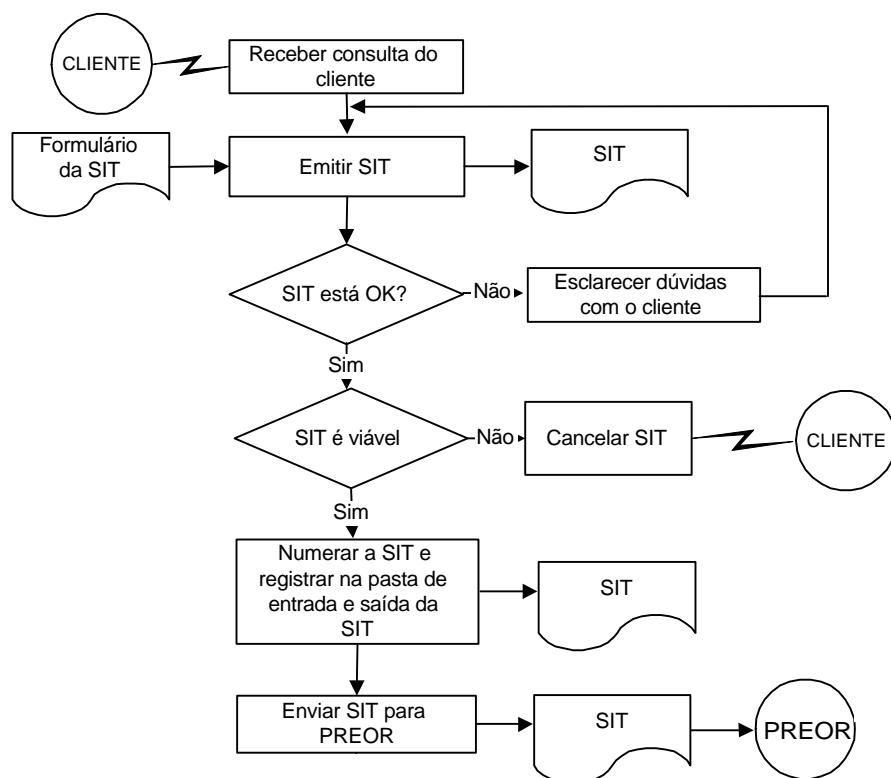 CLIENTE
Receber consulta do
cliente
Formulário
da SIT
Emitir SIT
SIT
SIT está OK?
Não
Esclarecer dúvidas
com o cliente
Sim
SIT é viável
Não
Cancelar SIT
CLIENTE
Sim
Numerar a SIT e
registrar na pasta de
entrada e saída da
SIT
SIT
Enviar SIT para
PREOR
SIT
PREOR